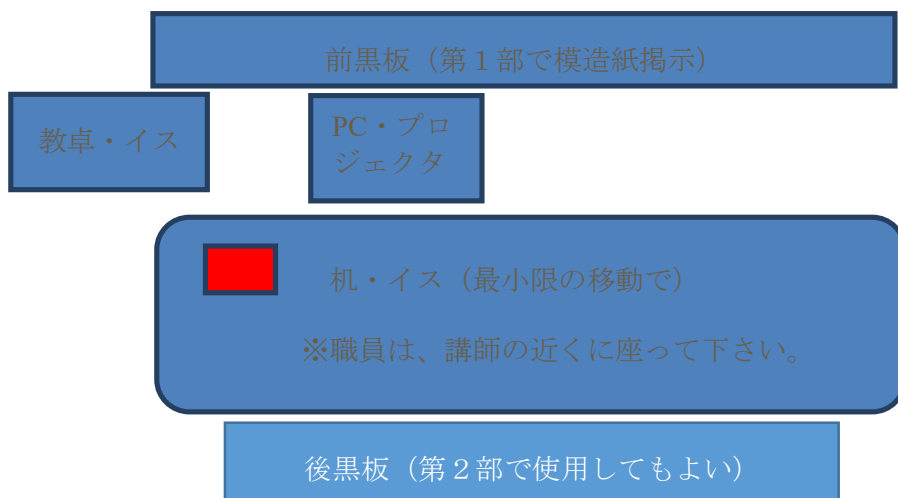 前黒板（第１部で模造紙掲示）
教卓・イス
PC・プロ
ジェクタ
机・イス（最小限の移動で）
※職員は、講師の近くに座って下さい。
後黒板（第２部で使用してもよい）